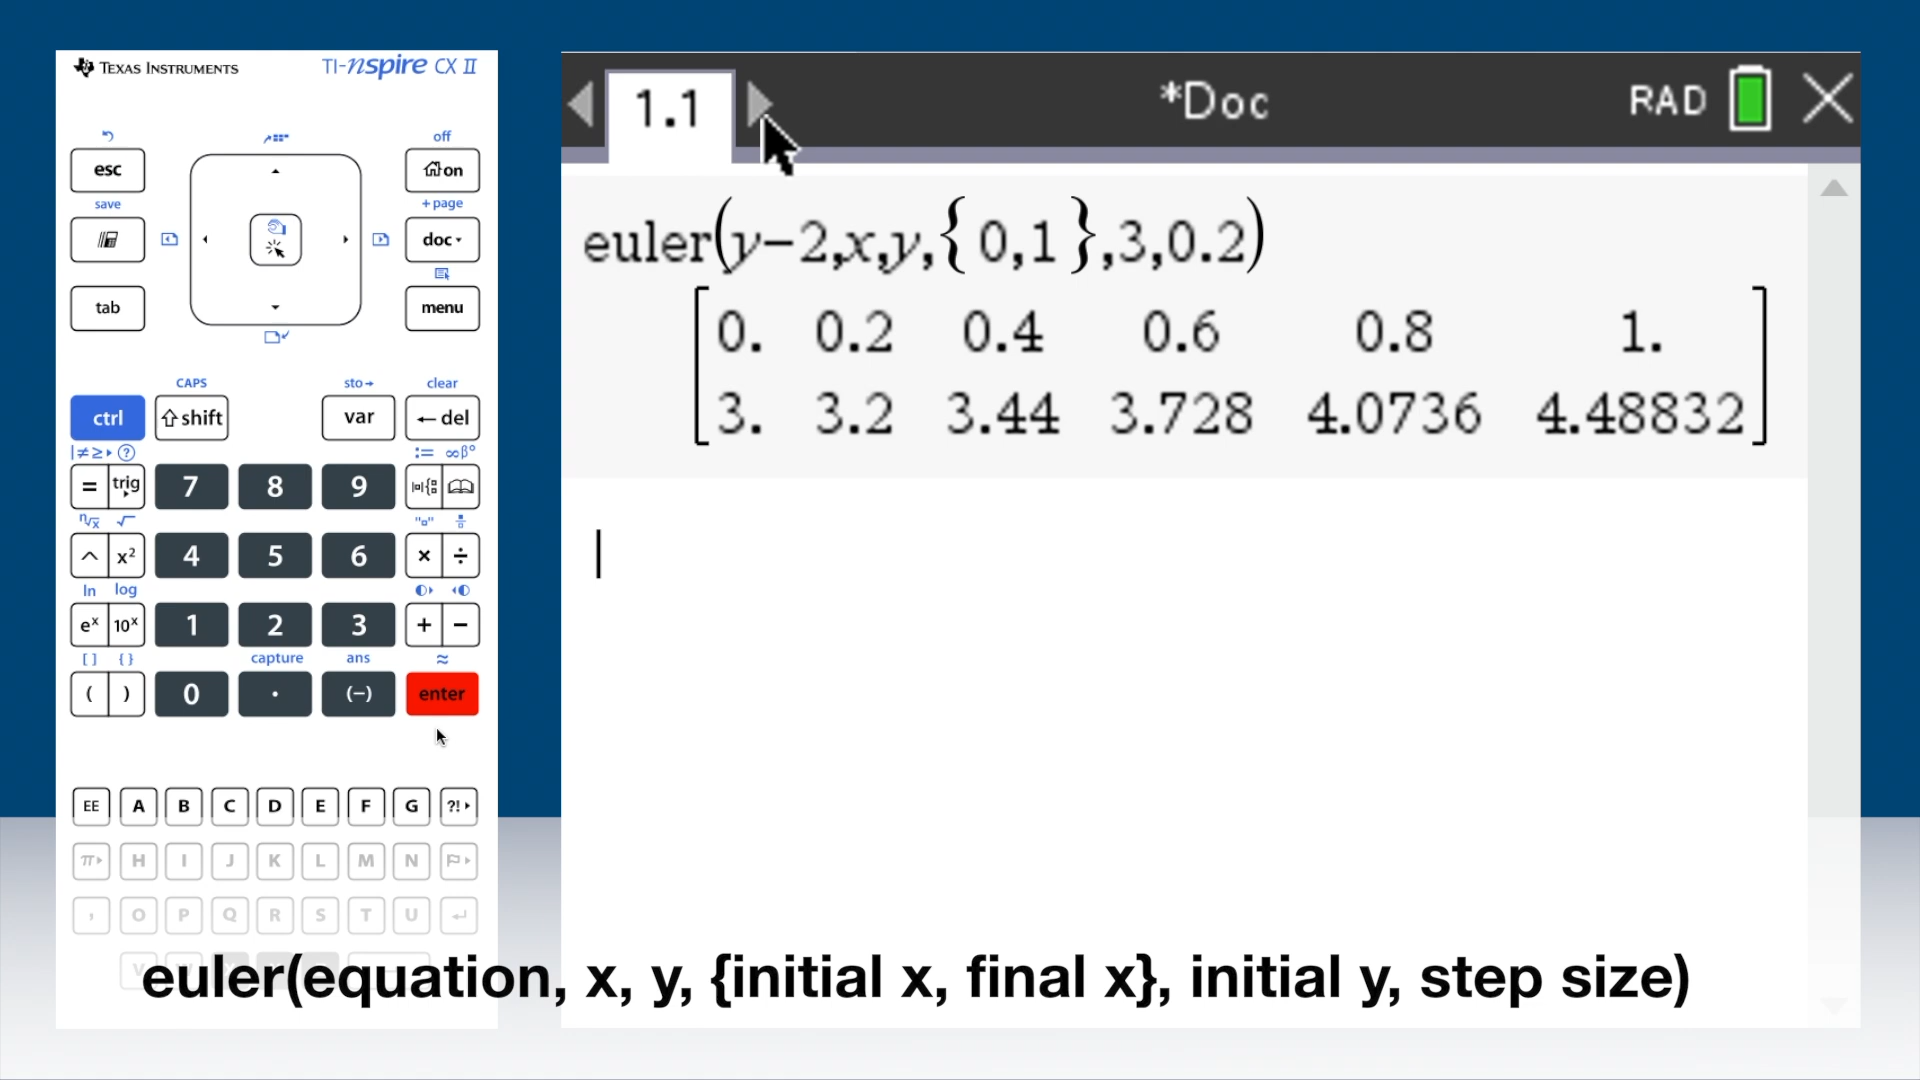 TEXAS INSTRUMENTS
TI-nspire CX II
off
esc
on
save
+ page
doc
tab
menu
CAPS
sto→
clear
ctrl
⇧shift
var
←del
|≠≥▸ ?
:= ∞β°
=
trig
7
8
9
ⁿ√x √
"▫"
^
x²
4
5
6
×
÷
ln
log
eˣ
10ˣ
1
2
3
+
−
[ ]
{ }
capture
ans
≈
(
)
0
.
(−)
enter
EE
A
B
C
D
E
F
G
?!▸
π▸
H
I
J
K
L
M
N
,
O
P
Q
R
S
T
U
1.1
*Doc
RAD
euler(y−2,x,y,{0,1},3,0.2)
[0. 0.2 0.4 0.6 0.8 1.
3. 3.2 3.44 3.728 4.0736 4.48832]
euler(equation, x, y, {initial x, final x}, initial y, step size)